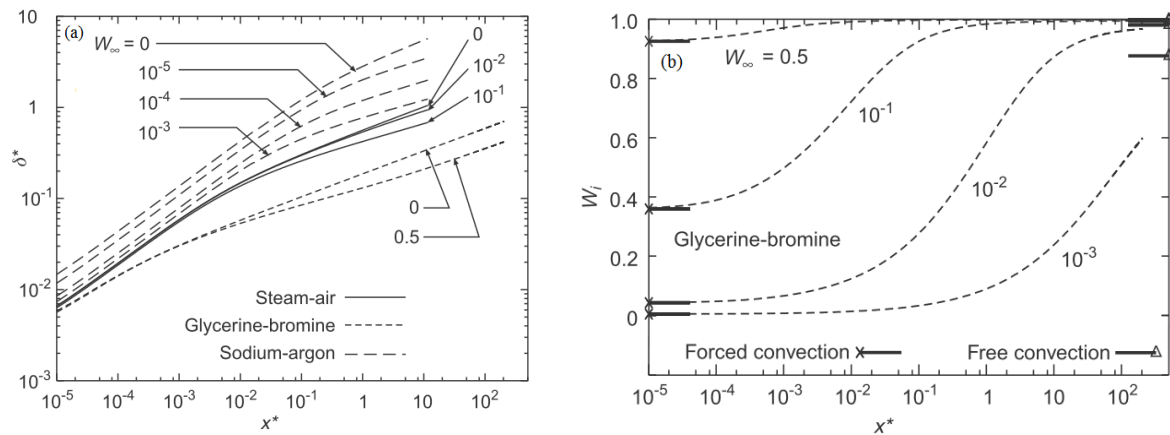 (a)
10
1
10⁻¹
10⁻²
10⁻³
δ*
W∞ = 0
10⁻⁵
10⁻⁴
10⁻³
0
10⁻²
10⁻¹
0
0.5
Steam-air
Glycerine-bromine
Sodium-argon
10⁻⁵ 10⁻⁴ 10⁻³ 10⁻² 10⁻¹ 1 10¹ 10²
x*
(b)
1.0
0.8
0.6
0.4
0.2
0
Wᵢ
W∞ = 0.5
10⁻¹
10⁻²
10⁻³
Glycerine-bromine
Forced convection
Free convection
10⁻⁵ 10⁻⁴ 10⁻³ 10⁻² 10⁻¹ 1 10¹ 10²
x*